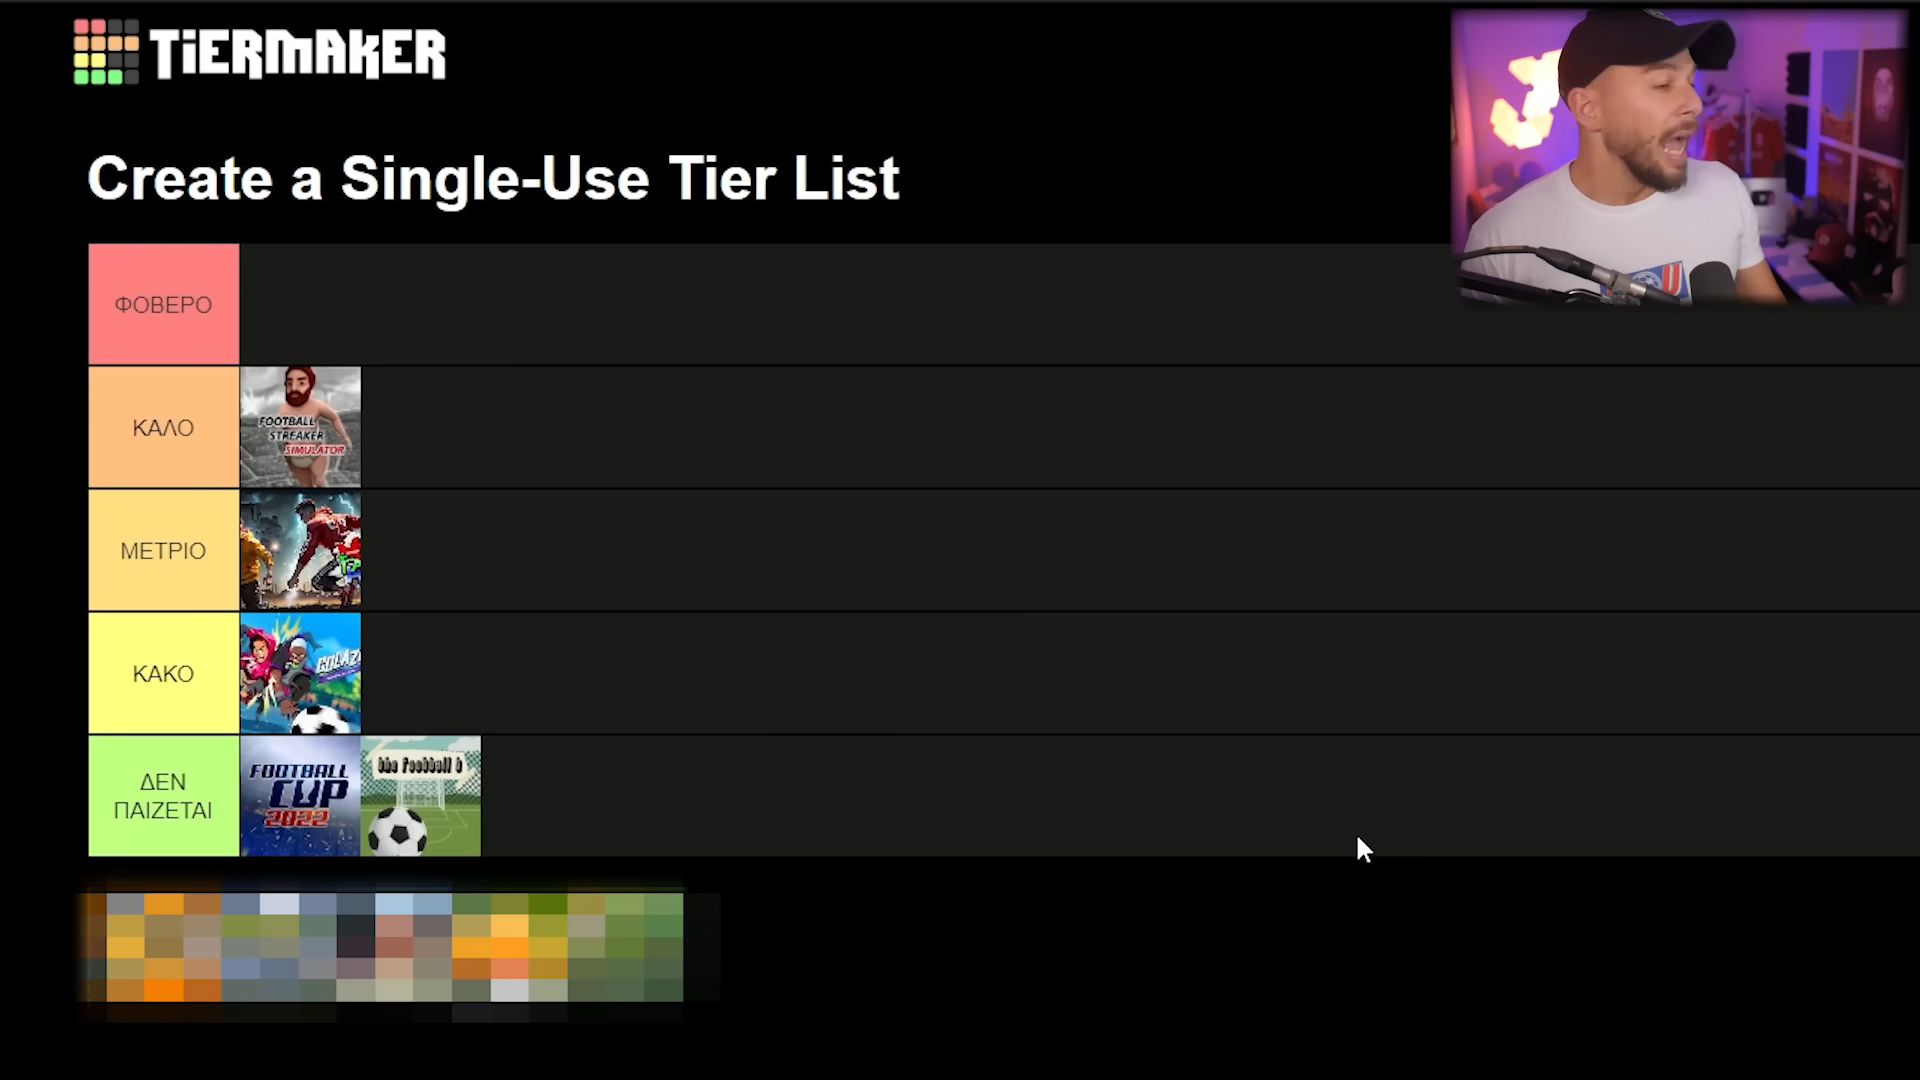 TiERMAKER
Create a Single-Use Tier List
ΦΟΒΕΡΟ
ΚΑΛΟ
FOOTBALL
STREAKER
SIMULATOR
ΜΕΤΡΙΟ
ΚΑΚΟ
ΔΕΝ
ΠΑΙΖΕΤΑΙ
FOOTBALL
CUP
2022
the football b